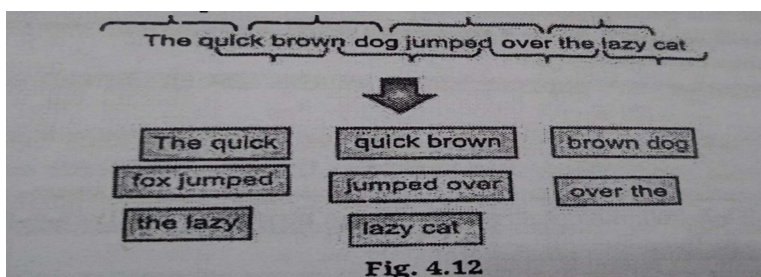 The quick brown dog jumped over the lazy cat
The quick quick brown brown dog
fox jumped jumped over over the
the lazy lazy cat
Fig. 4.12